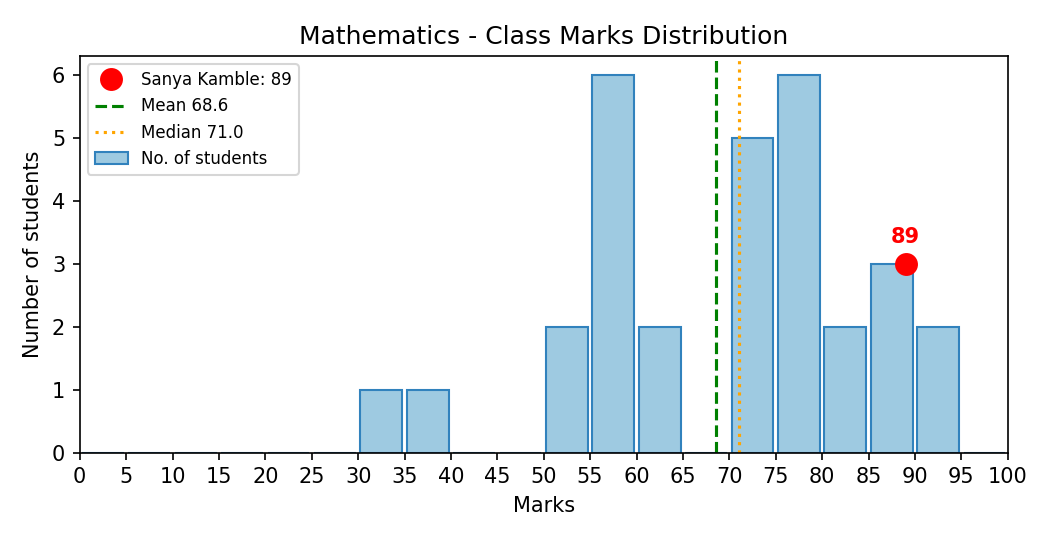 Mathematics - Class Marks Distribution
Sanya Kamble: 89
Mean 68.6
Median 71.0
No. of students
Number of students
6
5
4
3
2
1
0
89
0 5 10 15 20 25 30 35 40 45 50 55 60 65 70 75 80 85 90 95 100
Marks